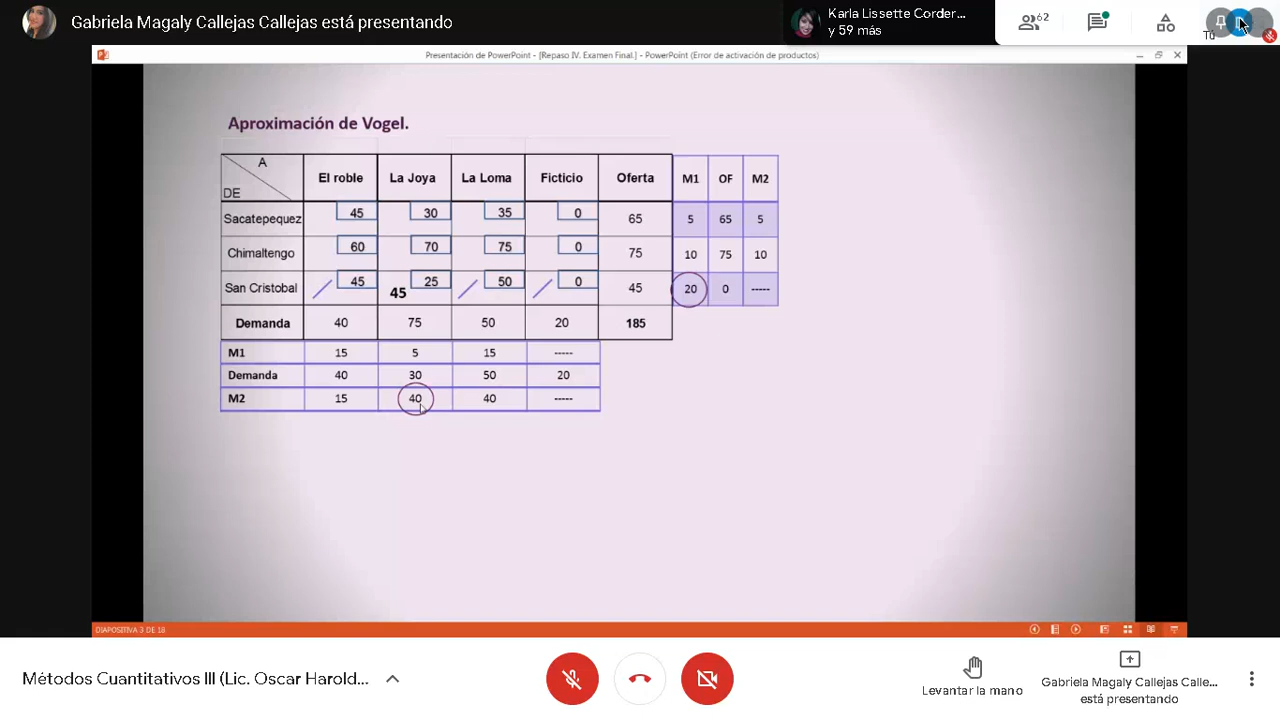 Gabriela Magaly Callejas Callejas está presentando
Karla Lissette Corder...
y 59 más
62
Tú
Presentación de PowerPoint - [Repaso IV. Examen Final.] - PowerPoint (Error de activación de productos)
Aproximación de Vogel.
A
DE
El roble La Joya La Loma Ficticio Oferta M1 OF M2
Sacatepequez 45 30 35 0 65 5 65 5
Chimaltengo 60 70 75 0 75 10 75 10
San Cristobal 45 45 25 50 0 45 20 0 -----
Demanda 40 75 50 20 185
M1 15 5 15 -----
Demanda 40 30 50 20
M2 15 40 40 -----
DIAPOSITIVA 3 DE 18
Métodos Cuantitativos III (Lic. Oscar Harold...
Levantar la mano
Gabriela Magaly Callejas Calle...
está presentando